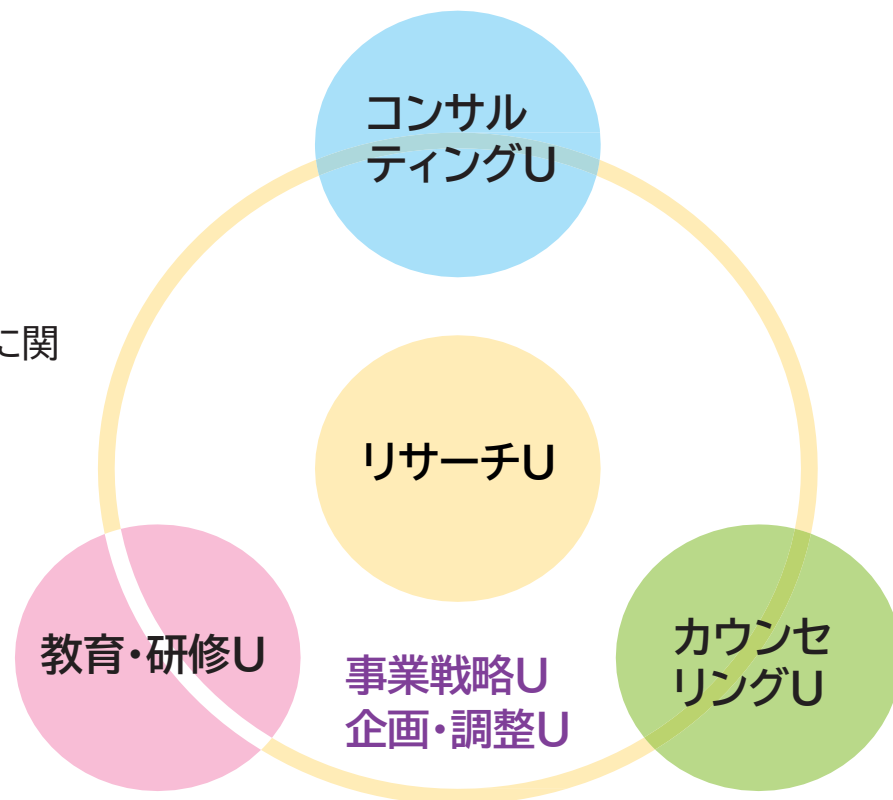 コンサル
ティングU
に関
リサーチU
教育・研修U
カウンセ
リングU
事業戦略U
企画・調整U